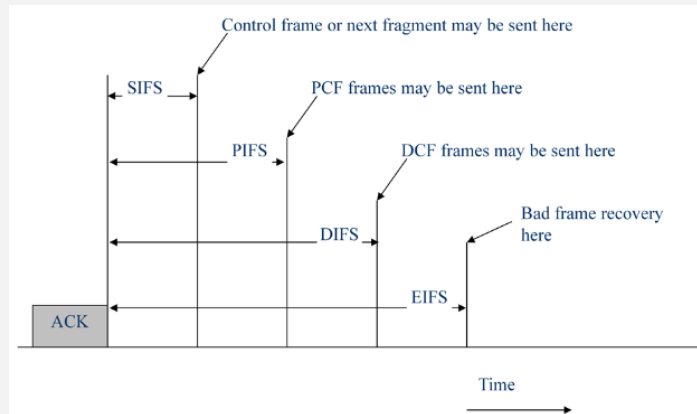 Control frame or next fragment may be sent here
SIFS
PCF frames may be sent here
PIFS
DCF frames may be sent here
Bad frame recovery
here
DIFS
EIFS
ACK
Time